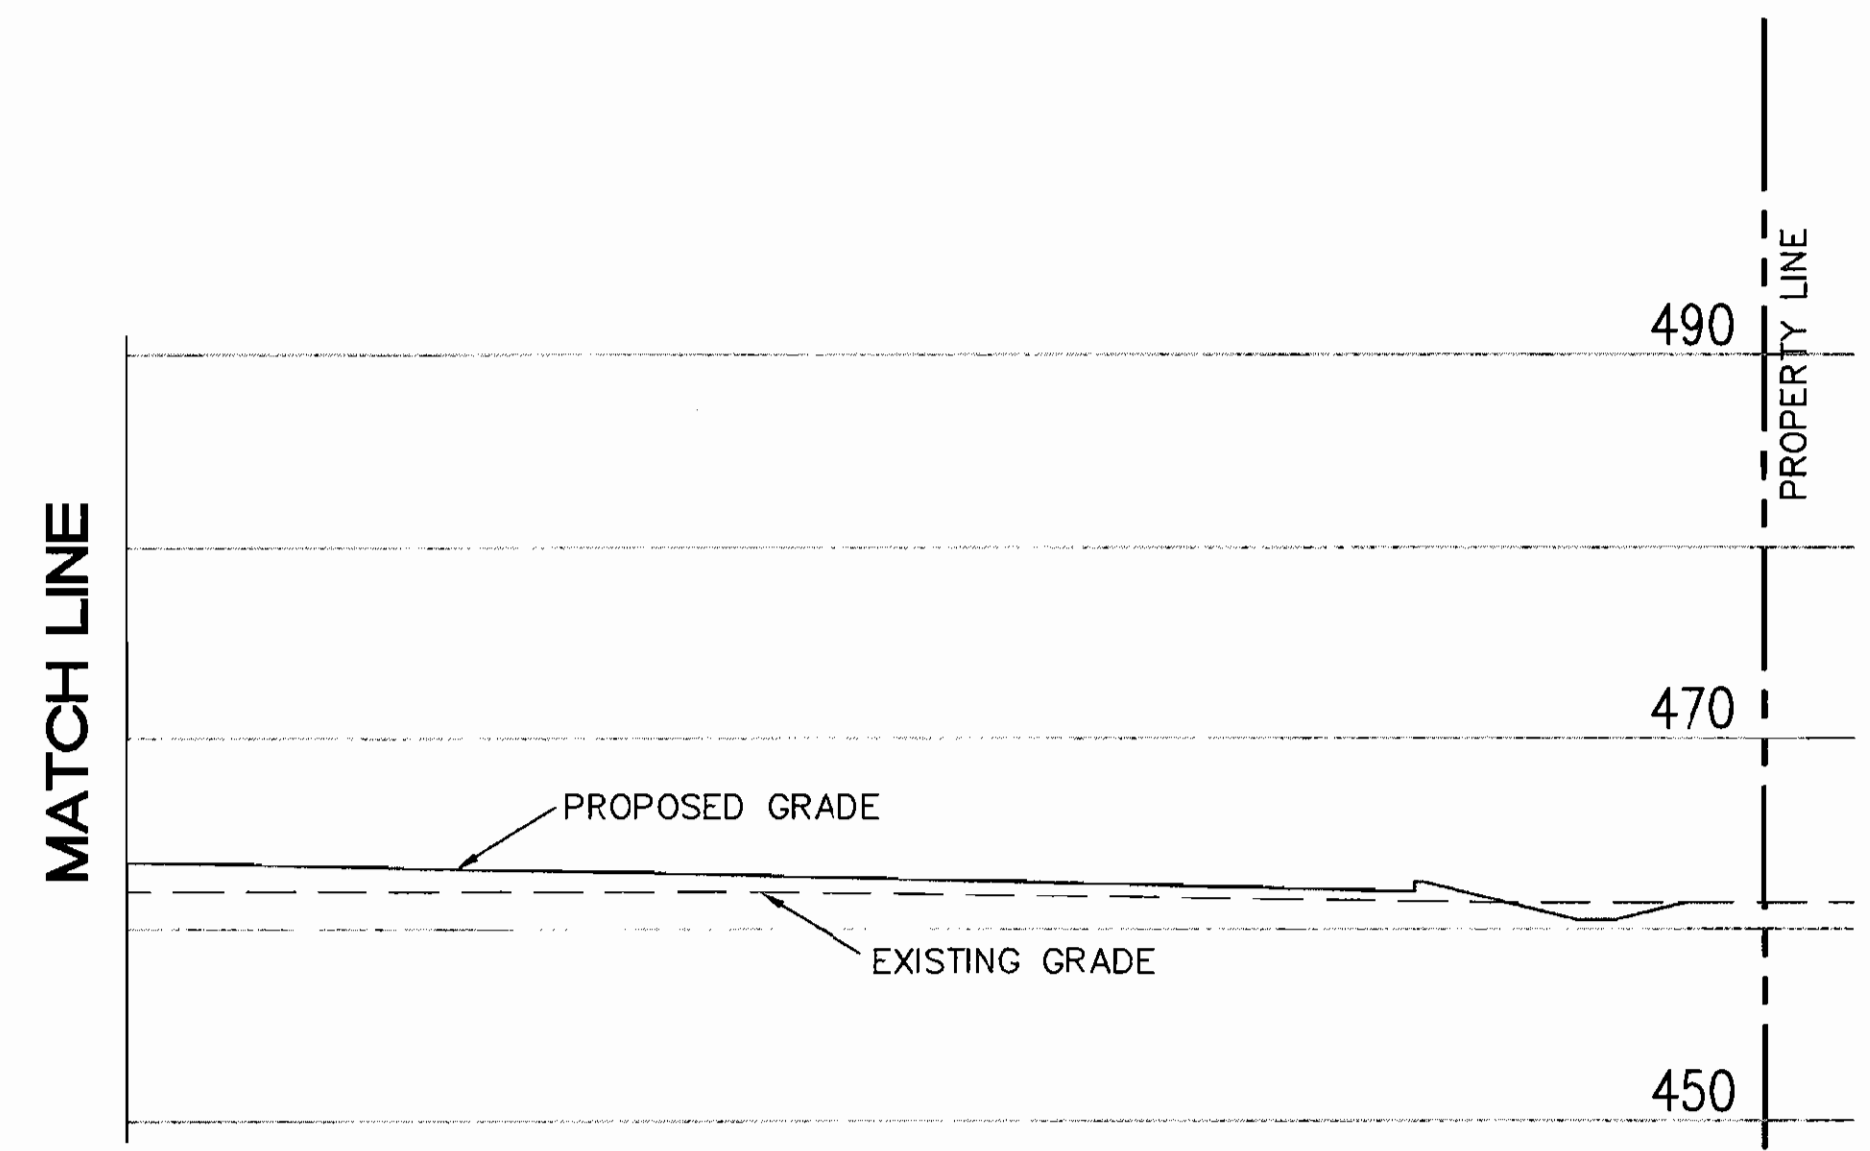 PROPERTY LINE
490
MATCH LINE
470
PROPOSED GRADE
EXISTING GRADE
450